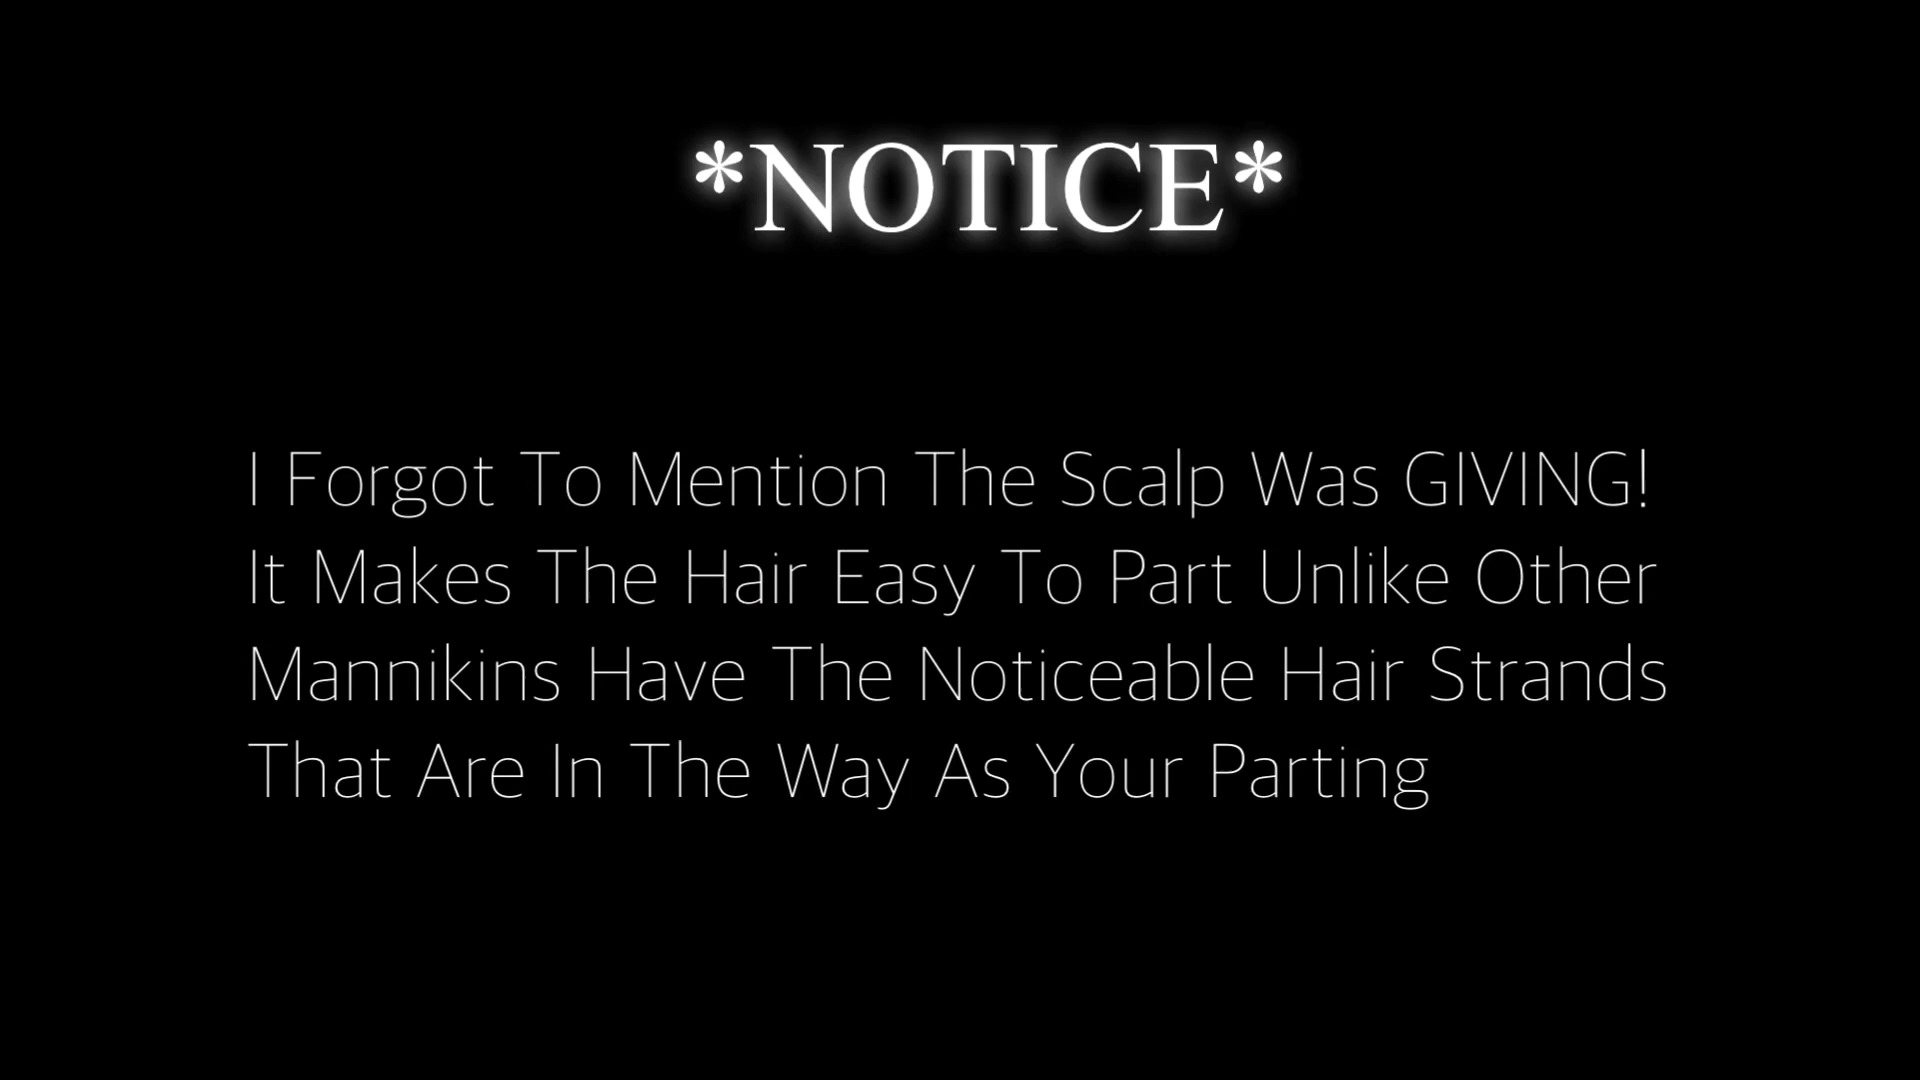 *NOTICE*
I Forgot To Mention The Scalp Was GIVING!
It Makes The Hair Easy To Part Unlike Other
Mannikins Have The Noticeable Hair Strands
That Are In The Way As Your Parting